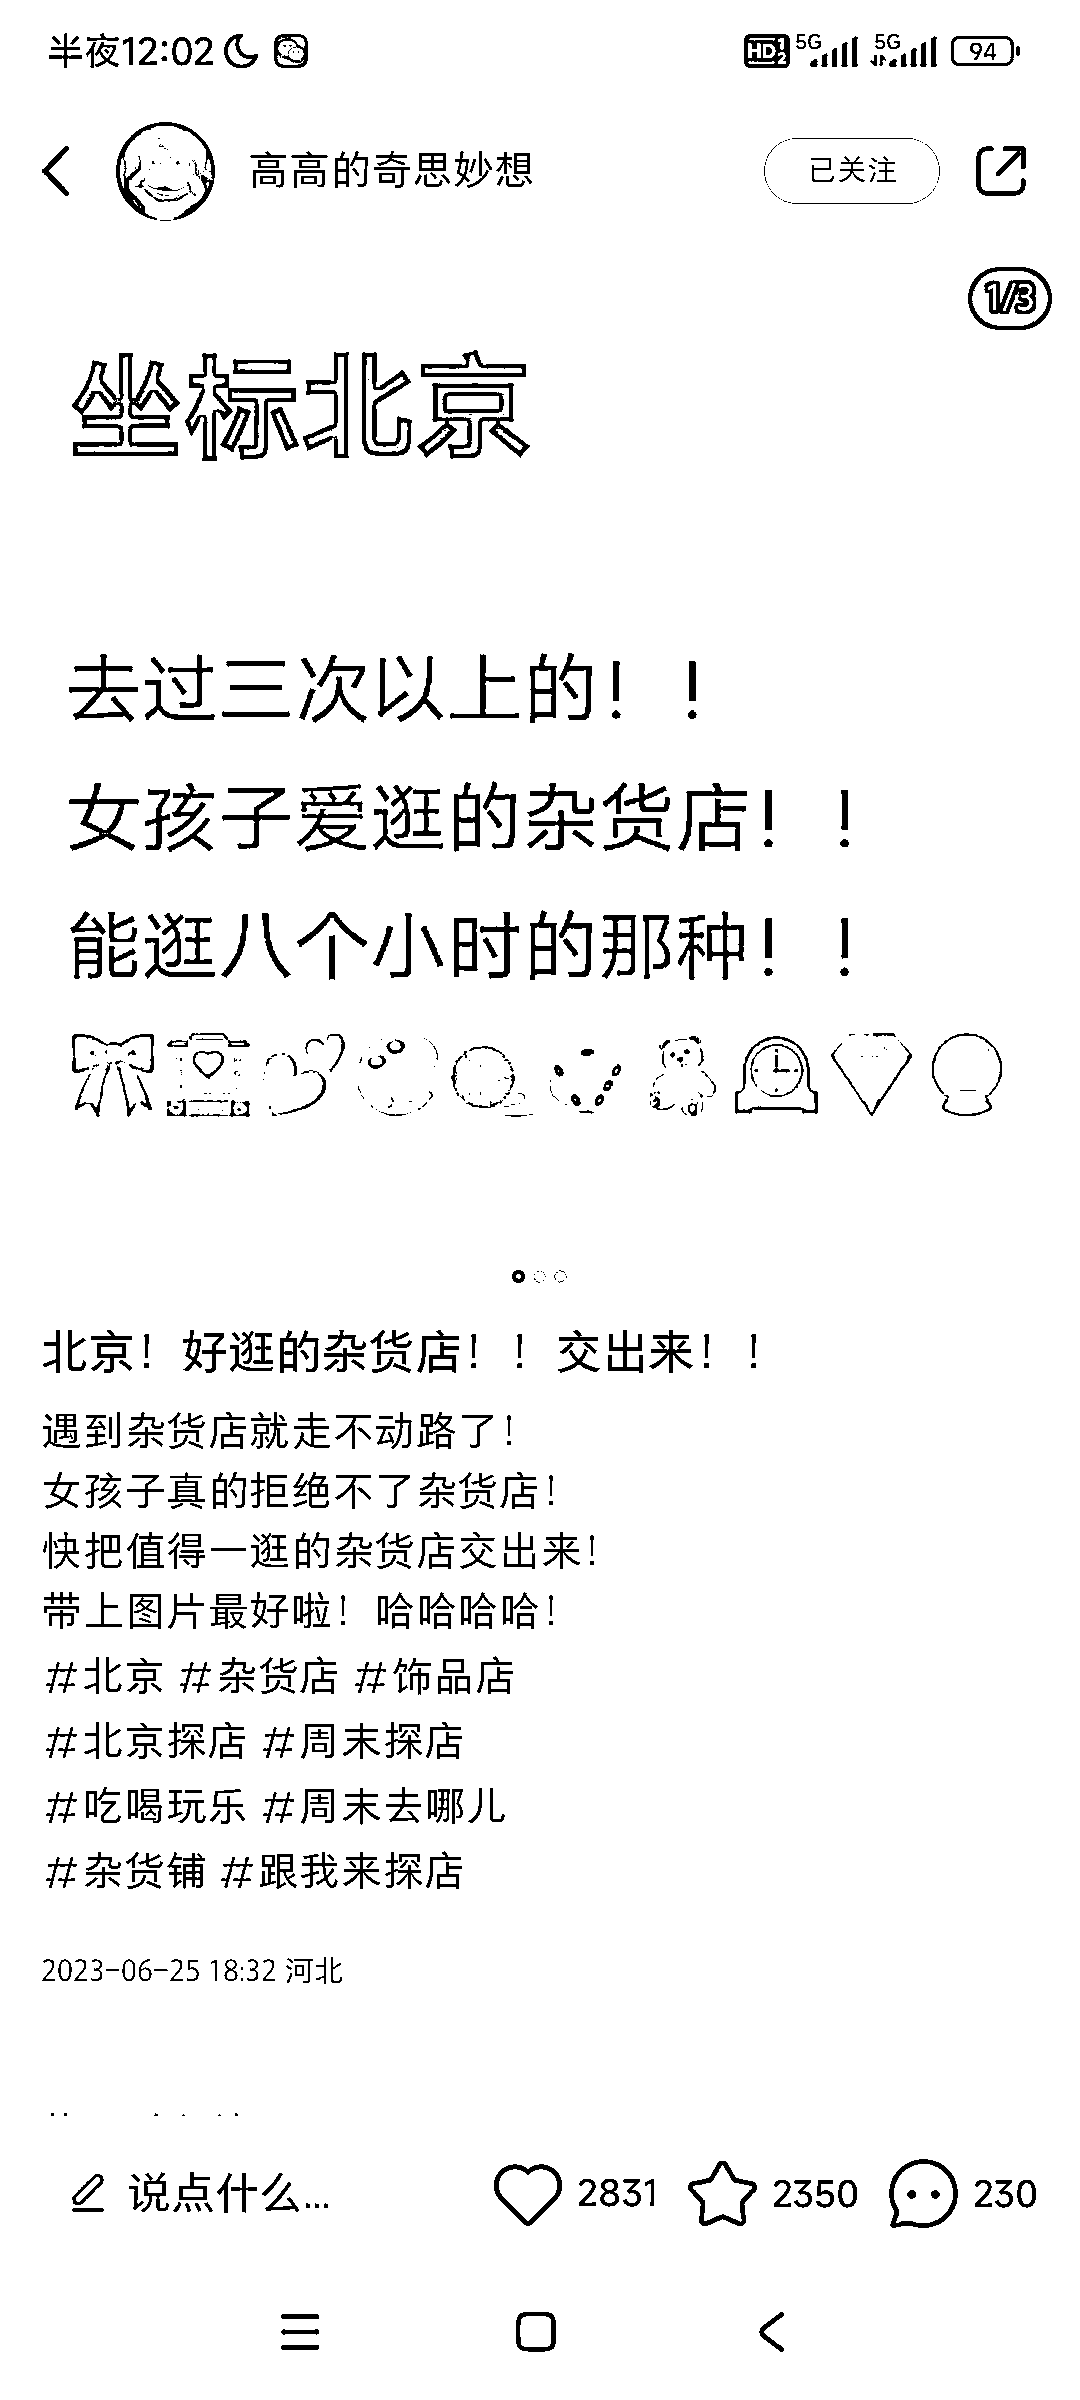 半夜12:02 HD 1 2 5G 5G 94
高高的奇思妙想 已关注
1/3
坐标北京
去过三次以上的！！
女孩子爱逛的杂货店！！
能逛八个小时的那种！！
北京！好逛的杂货店！！交出来！！
遇到杂货店就走不动路了！
女孩子真的拒绝不了杂货店！
快把值得一逛的杂货店交出来！
带上图片最好啦！哈哈哈哈！
#北京 #杂货店 #饰品店
#北京探店 #周末探店
#吃喝玩乐 #周末去哪儿
#杂货铺 #跟我来探店
2023-06-25 18:32 河北
说点什么... 2831 2350 230